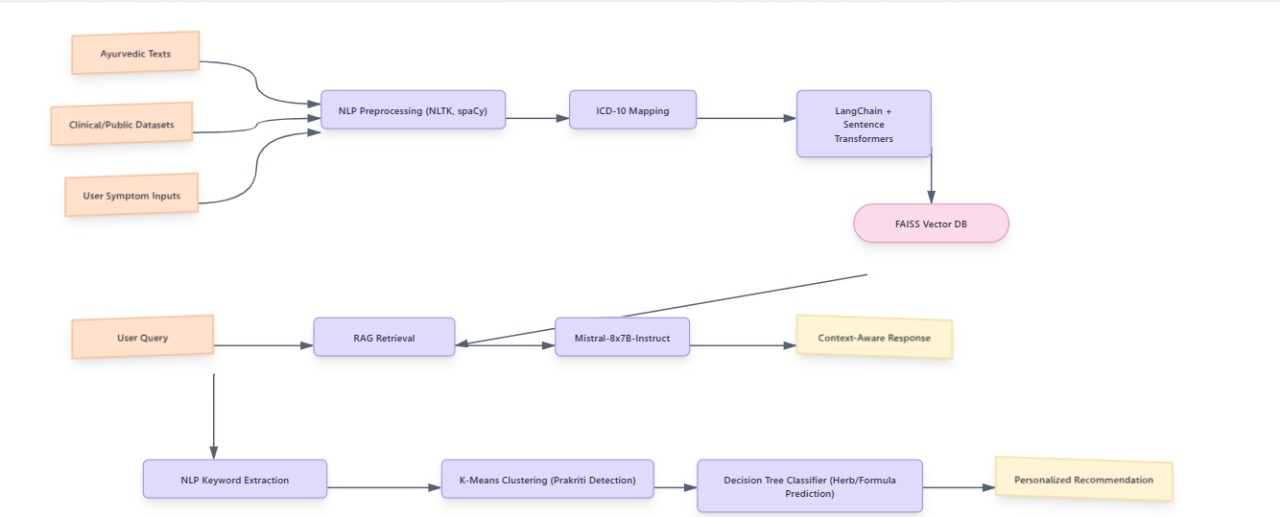 Ayurvedic Texts
Clinical/Public Datasets
User Symptom Inputs
NLP Preprocessing (NLTK, spaCy)
ICD-10 Mapping
LangChain +
Sentence
Transformers
FAISS Vector DB
User Query
RAG Retrieval
Mistral-8x7B-Instruct
Context-Aware Response
NLP Keyword Extraction
K-Means Clustering (Prakriti Detection)
Decision Tree Classifier (Herb/Formula
Prediction)
Personalized Recommendation